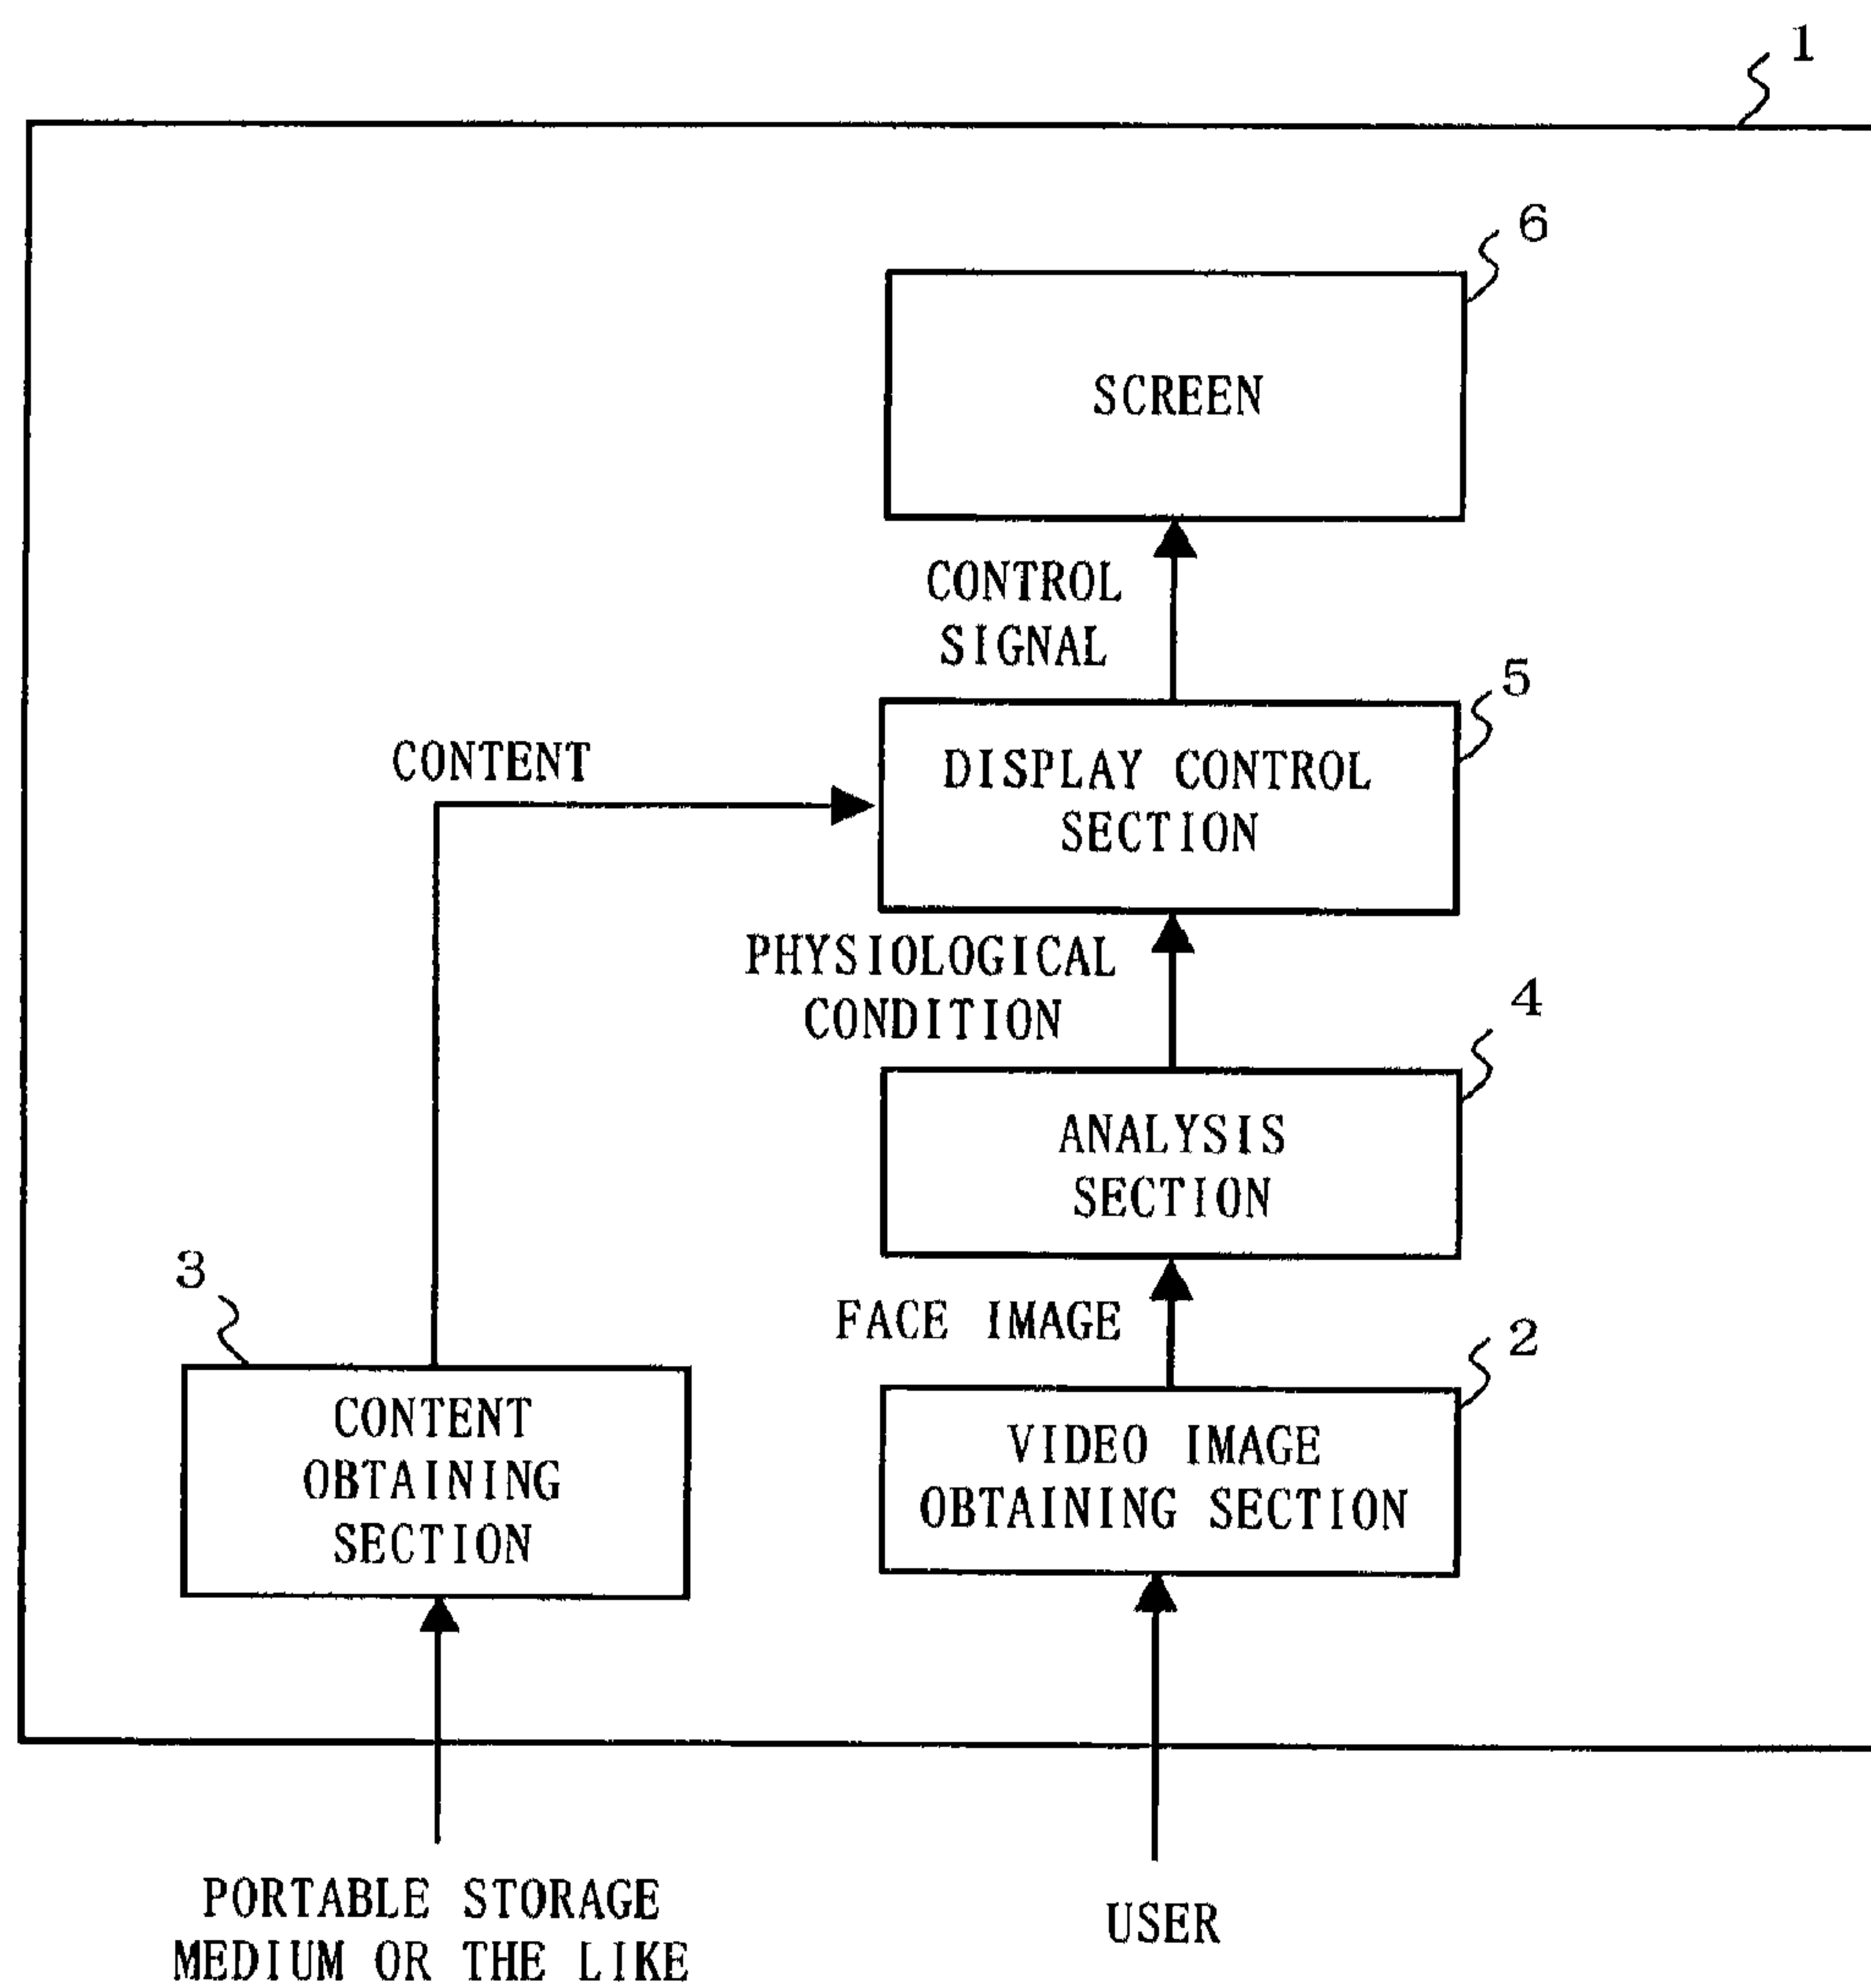 1
6
SCREEN
CONTROL
SIGNAL
5
CONTENT
DISPLAY CONTROL
SECTION
PHYSIOLOGICAL
CONDITION
4
ANALYSIS
SECTION
3
FACE IMAGE
2
CONTENT
OBTAINING
SECTION
VIDEO IMAGE
OBTAINING SECTION
PORTABLE STORAGE
MEDIUM OR THE LIKE
USER